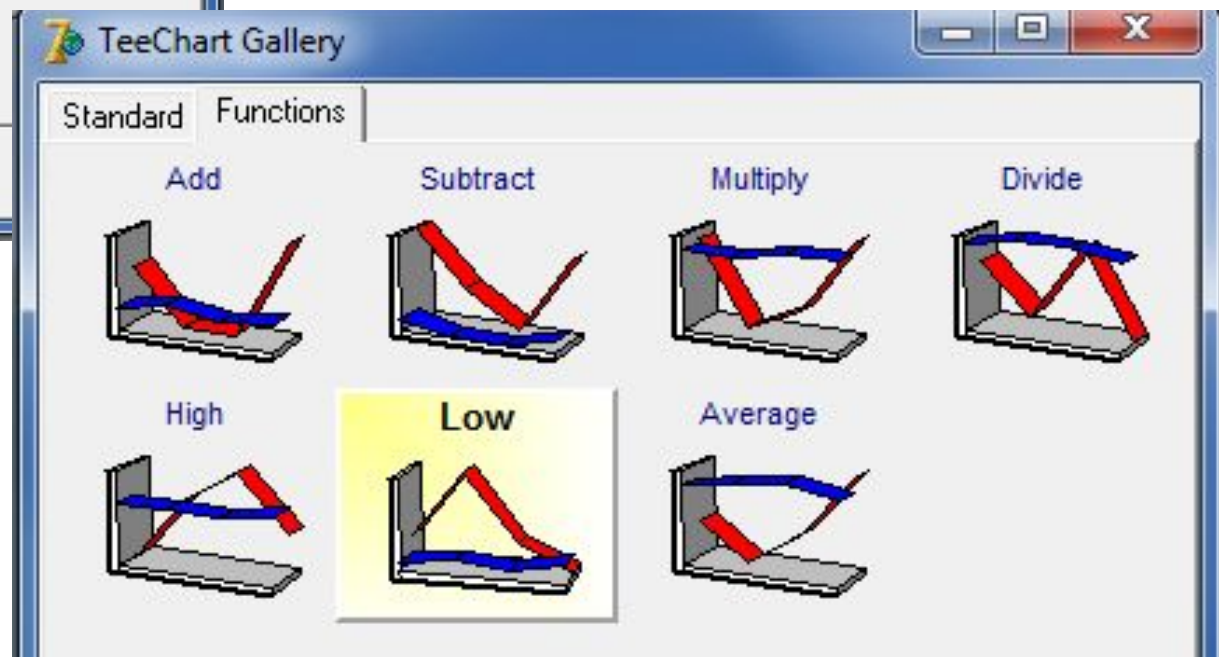 TeeChart Gallery
Standard Functions
Add Subtract Multiply Divide
High Low Average